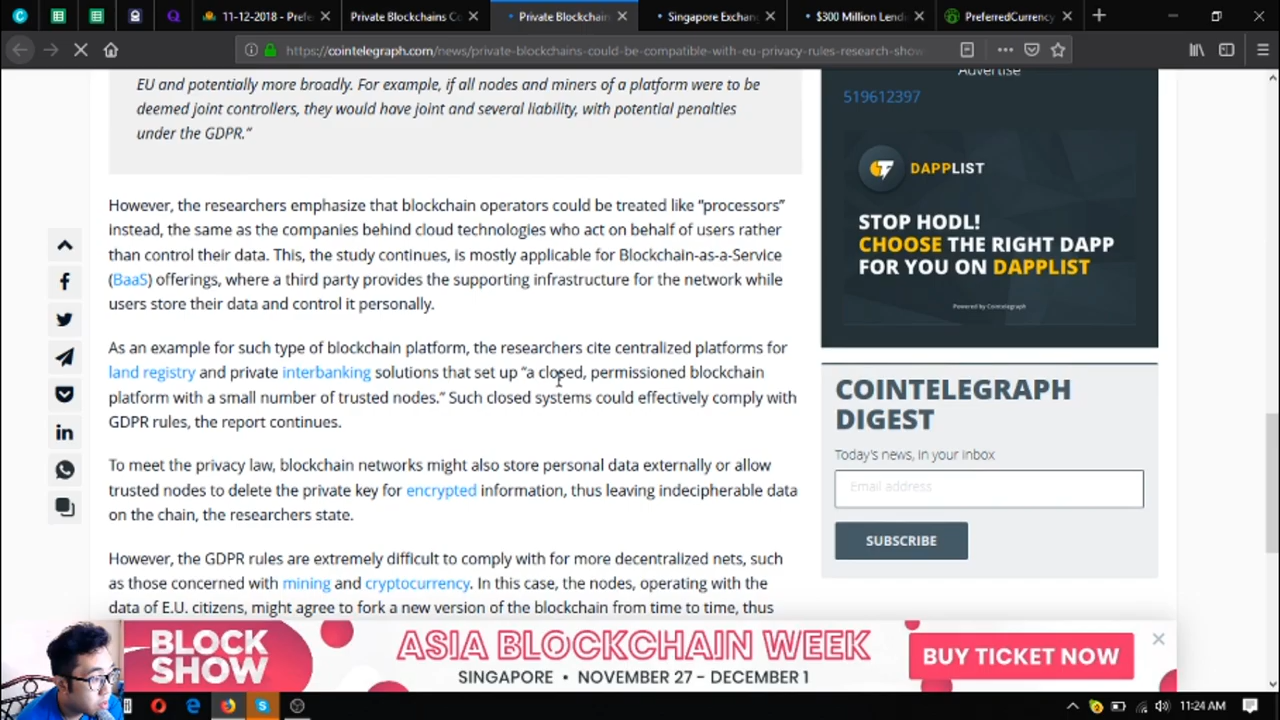 11-12-2018 - Prefe
Private Blockchains Co
Private Blockchain
Singapore Exchan
$300 Million Lend
PreferredCurrency
https://cointelegraph.com/news/private-blockchains-could-be-compatible-with-eu-privacy-rules-research-show
EU and potentially more broadly. For example, if all nodes and miners of a platform were to be
deemed joint controllers, they would have joint and several liability, with potential penalties
under the GDPR.”
However, the researchers emphasize that blockchain operators could be treated like “processors”
instead, the same as the companies behind cloud technologies who act on behalf of users rather
than control their data. This, the study continues, is mostly applicable for Blockchain-as-a-Service
(BaaS) offerings, where a third party provides the supporting infrastructure for the network while
users store their data and control it personally.
As an example for such type of blockchain platform, the researchers cite centralized platforms for
land registry and private interbanking solutions that set up “a closed, permissioned blockchain
platform with a small number of trusted nodes.” Such closed systems could effectively comply with
GDPR rules, the report continues.
To meet the privacy law, blockchain networks might also store personal data externally or allow
trusted nodes to delete the private key for encrypted information, thus leaving indecipherable data
on the chain, the researchers state.
However, the GDPR rules are extremely difficult to comply with for more decentralized nets, such
as those concerned with mining and cryptocurrency. In this case, the nodes, operating with the
data of E.U. citizens, might agree to fork a new version of the blockchain from time to time, thus
Advertise
519612397
DAPPLIST
STOP HODL!
CHOOSE THE RIGHT DAPP
FOR YOU ON DAPPLIST
Powered by Cointelegraph
COINTELEGRAPH
DIGEST
Today's news, in your inbox
Email address
SUBSCRIBE
BLOCK
SHOW
ASIA BLOCKCHAIN WEEK
SINGAPORE • NOVEMBER 27 - DECEMBER 1
BUY TICKET NOW
11:24 AM